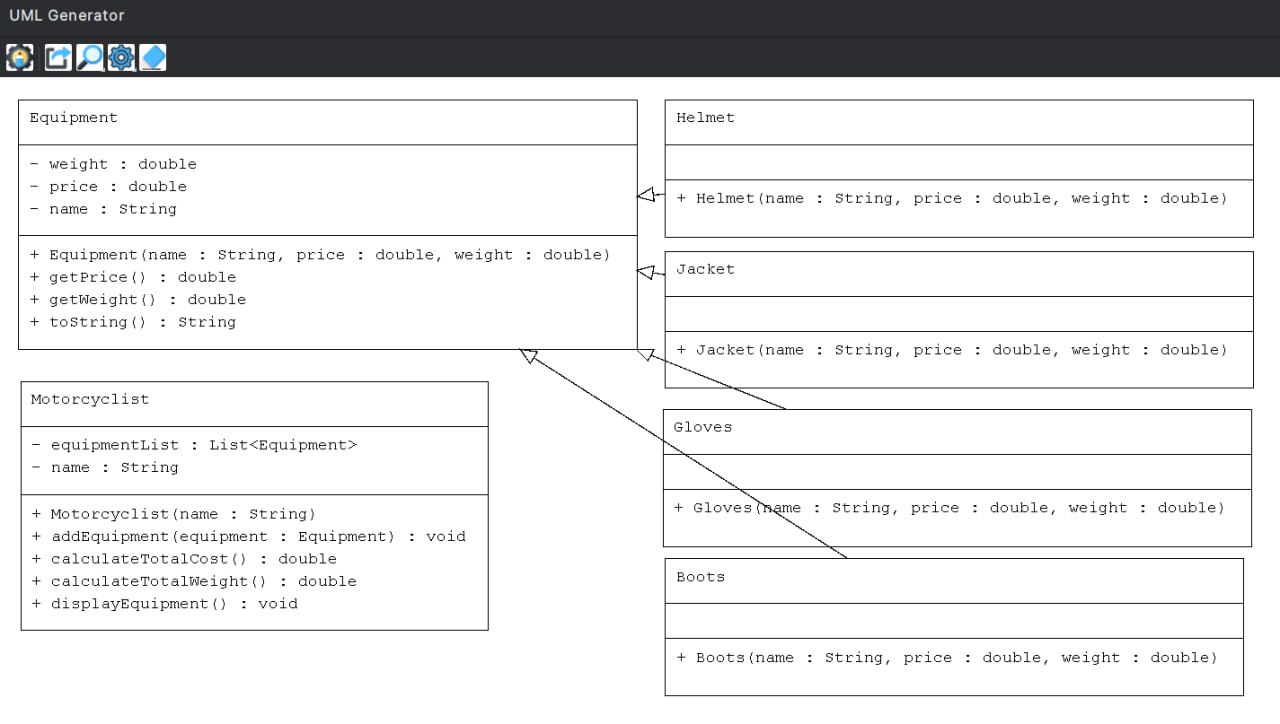 UML Generator
Equipment
- weight : double
- price : double
- name : String
+ Equipment(name : String, price : double, weight : double)
+ getPrice() : double
+ getWeight() : double
+ toString() : String
Motorcyclist
- equipmentList : List<Equipment>
- name : String
+ Motorcyclist(name : String)
+ addEquipment(equipment : Equipment) : void
+ calculateTotalCost() : double
+ calculateTotalWeight() : double
+ displayEquipment() : void
Helmet
+ Helmet(name : String, price : double, weight : double)
Jacket
+ Jacket(name : String, price : double, weight : double)
Gloves
+ Gloves(name : String, price : double, weight : double)
Boots
+ Boots(name : String, price : double, weight : double)